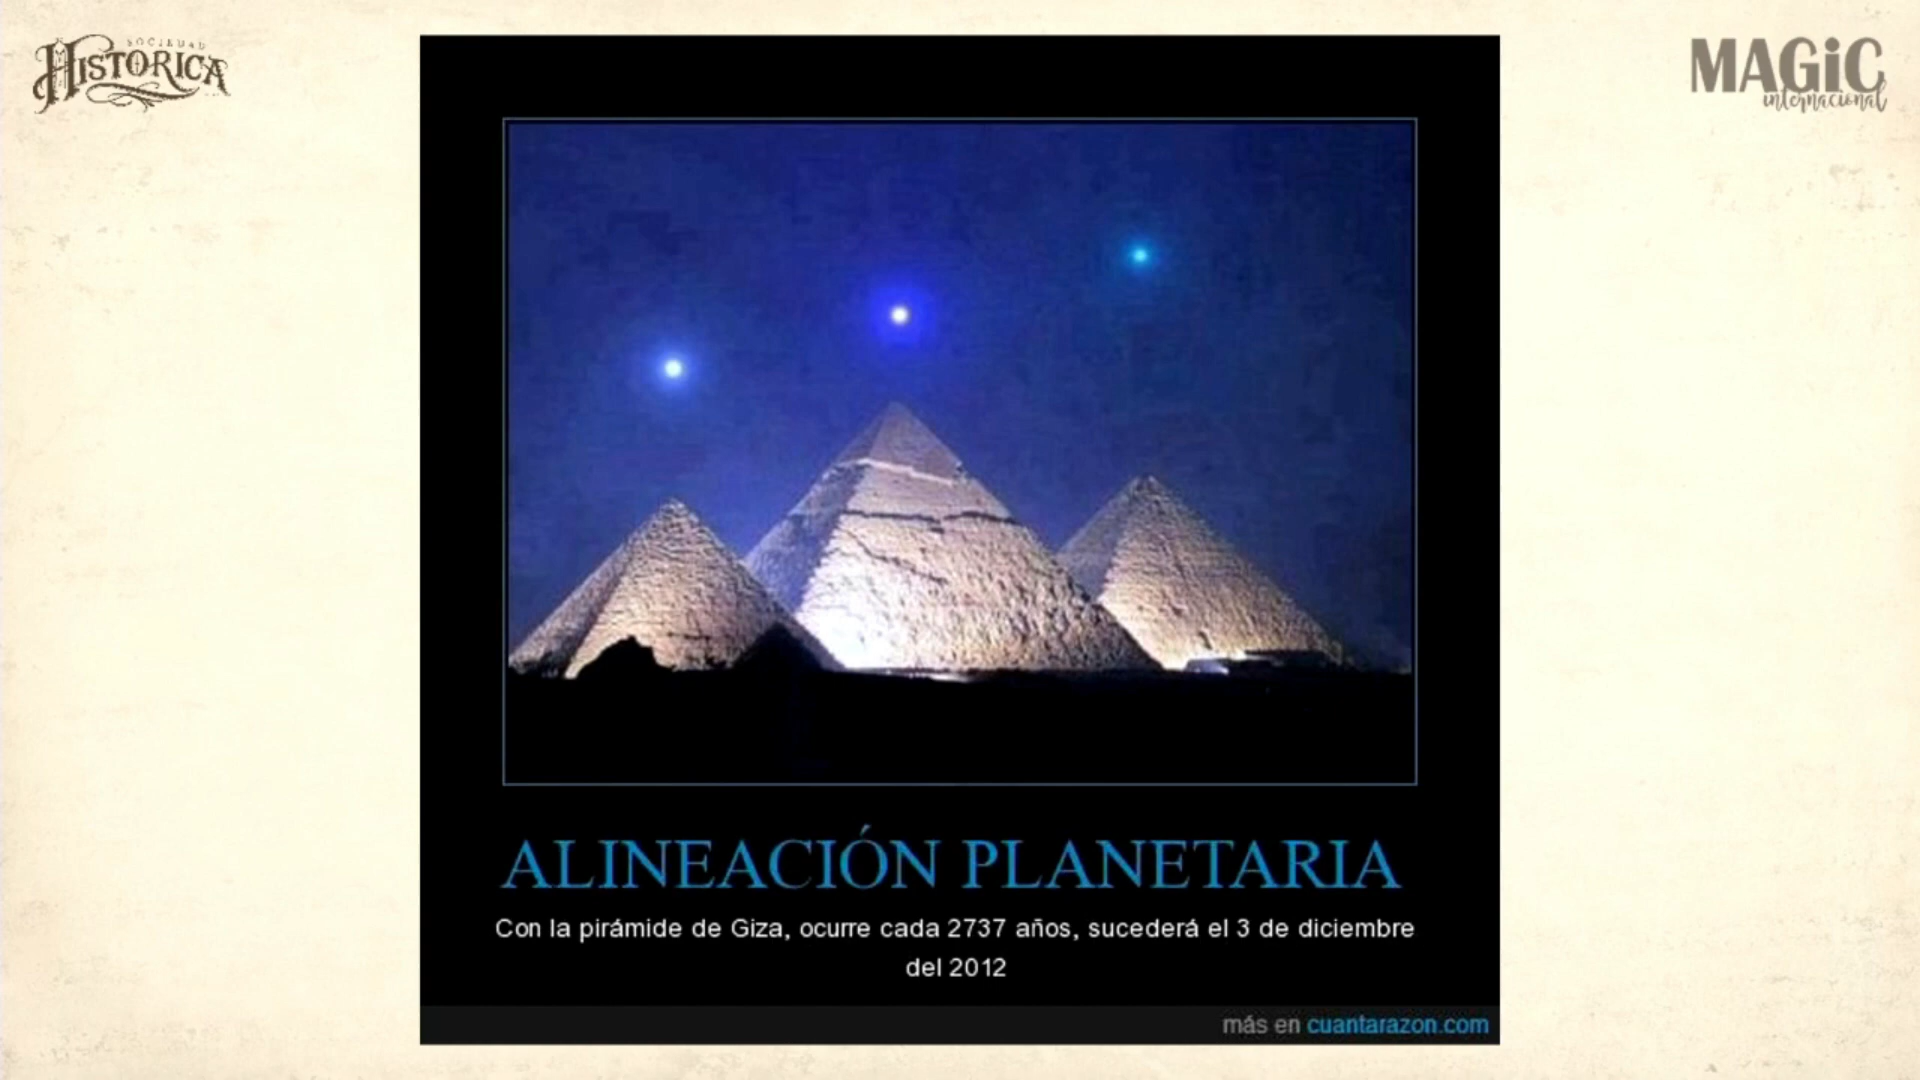 SOCIEDAD
HISTORICA
MAGiC
internacional
ALINEACIÓN PLANETARIA
Con la pirámide de Giza, ocurre cada 2737 años, sucederá el 3 de diciembre
del 2012
más en cuantarazon.com